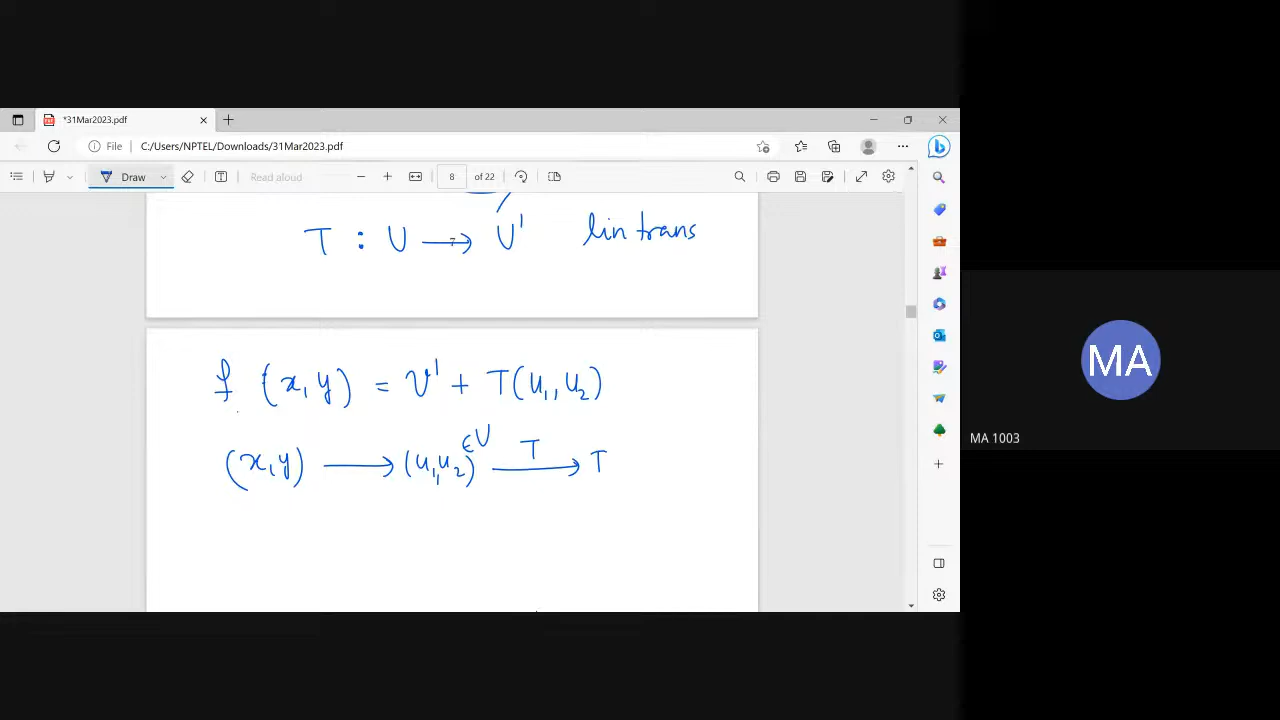 *31Mar2023.pdf
File C:/Users/NPTEL/Downloads/31Mar2023.pdf
Draw Read aloud 8 of 22
T : U → U' lin trans
f (x, y) = v' + T(u₁, u₂)
(x, y) → (u₁, u₂) ∈ U T → T
MA
MA 1003